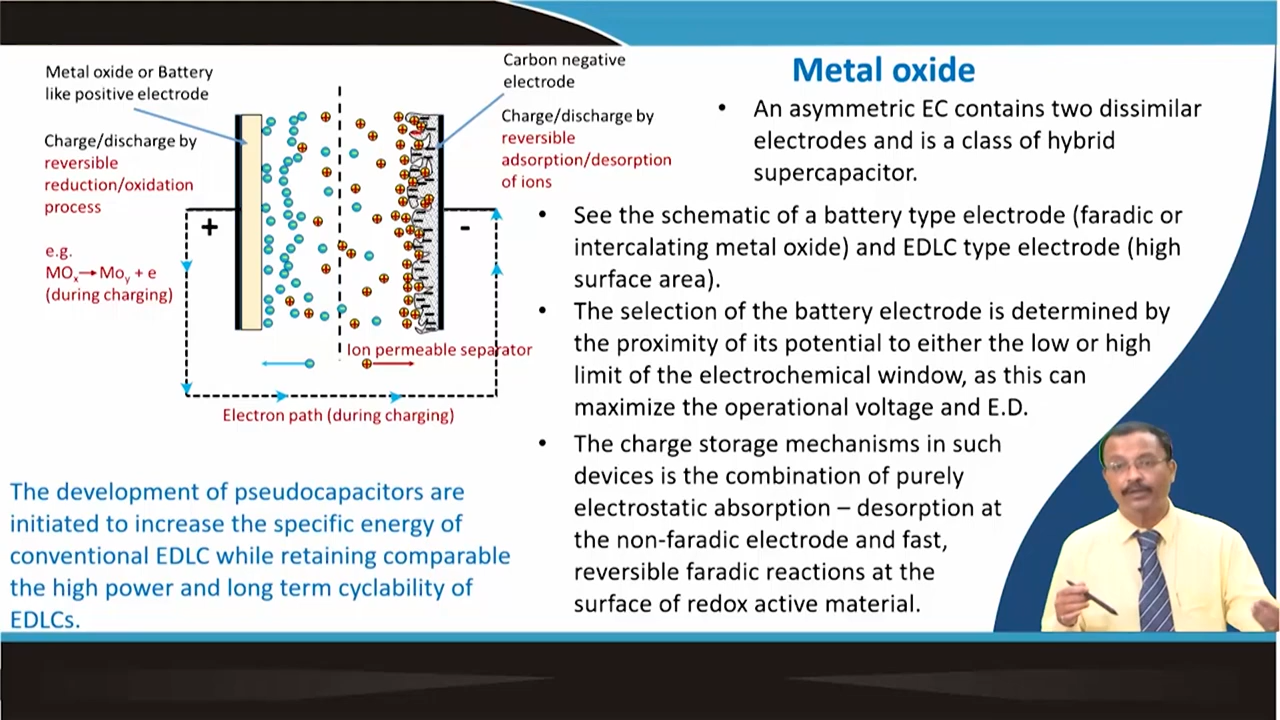 Metal oxide
Metal oxide or Battery
like positive electrode
Charge/discharge by
reversible
reduction/oxidation
process
e.g.
MOₓ→Moᵧ + e
(during charging)
+
-
Carbon negative
electrode
Charge/discharge by
reversible
adsorption/desorption
of ions
Ion permeable separator
Electron path (during charging)
The development of pseudocapacitors are
initiated to increase the specific energy of
conventional EDLC while retaining comparable
the high power and long term cyclability of
EDLCs.
• An asymmetric EC contains two dissimilar
electrodes and is a class of hybrid
supercapacitor.
• See the schematic of a battery type electrode (faradic or
intercalating metal oxide) and EDLC type electrode (high
surface area).
• The selection of the battery electrode is determined by
the proximity of its potential to either the low or high
limit of the electrochemical window, as this can
maximize the operational voltage and E.D.
• The charge storage mechanisms in such
devices is the combination of purely
electrostatic absorption – desorption at
the non-faradic electrode and fast,
reversible faradic reactions at the
surface of redox active material.